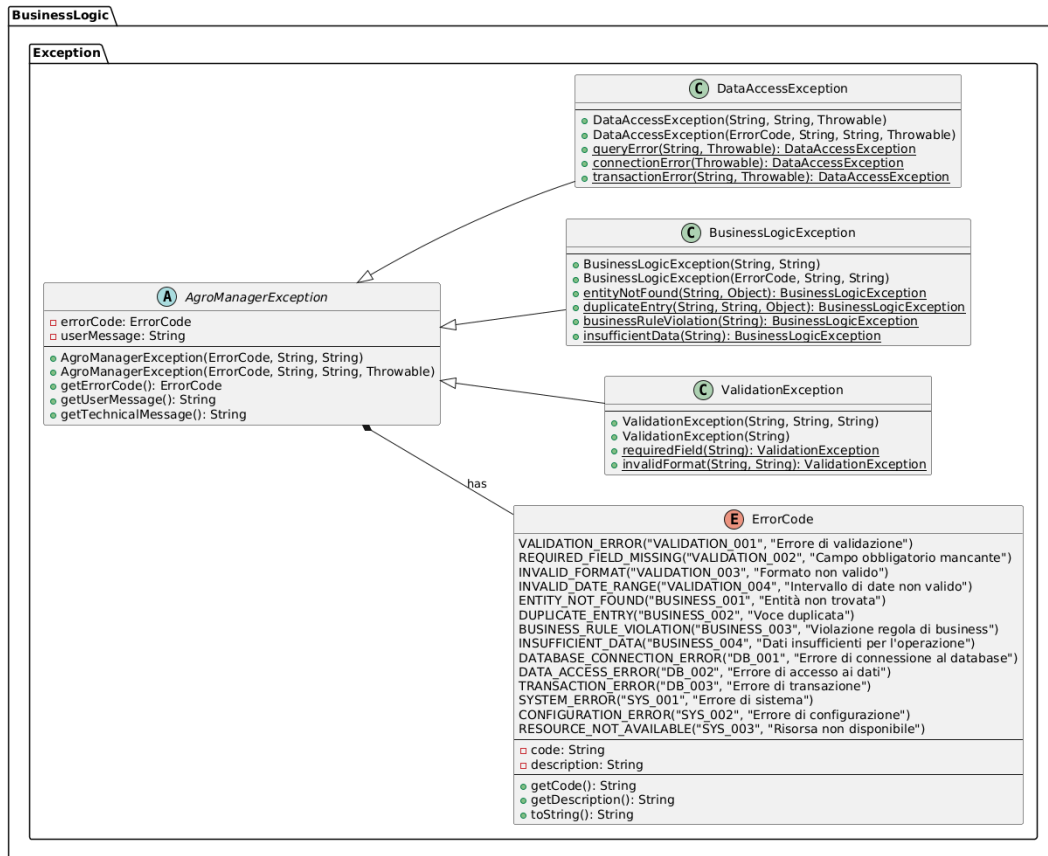 BusinessLogic
Exception
C DataAccessException
DataAccessException(String, String, Throwable)
DataAccessException(ErrorCode, String, String, Throwable)
queryError(String, Throwable): DataAccessException
connectionError(Throwable): DataAccessException
transactionError(String, Throwable): DataAccessException
C BusinessLogicException
BusinessLogicException(String, String)
BusinessLogicException(ErrorCode, String, String)
entityNotFound(String, Object): BusinessLogicException
duplicateEntry(String, String, Object): BusinessLogicException
businessRuleViolation(String): BusinessLogicException
insufficientData(String): BusinessLogicException
A AgroManagerException
errorCode: ErrorCode
userMessage: String
AgroManagerException(ErrorCode, String, String)
AgroManagerException(ErrorCode, String, String, Throwable)
getErrorCode(): ErrorCode
getUserMessage(): String
getTechnicalMessage(): String
C ValidationException
ValidationException(String, String, String)
ValidationException(String)
requiredField(String): ValidationException
invalidFormat(String, String): ValidationException
has
E ErrorCode
VALIDATION_ERROR("VALIDATION_001", "Errore di validazione")
REQUIRED_FIELD_MISSING("VALIDATION_002", "Campo obbligatorio mancante")
INVALID_FORMAT("VALIDATION_003", "Formato non valido")
INVALID_DATE_RANGE("VALIDATION_004", "Intervallo di date non valido")
ENTITY_NOT_FOUND("BUSINESS_001", "Entità non trovata")
DUPLICATE_ENTRY("BUSINESS_002", "Voce duplicata")
BUSINESS_RULE_VIOLATION("BUSINESS_003", "Violazione regola di business")
INSUFFICIENT_DATA("BUSINESS_004", "Dati insufficienti per l'operazione")
DATABASE_CONNECTION_ERROR("DB_001", "Errore di connessione al database")
DATA_ACCESS_ERROR("DB_002", "Errore di accesso ai dati")
TRANSACTION_ERROR("DB_003", "Errore di transazione")
SYSTEM_ERROR("SYS_001", "Errore di sistema")
CONFIGURATION_ERROR("SYS_002", "Errore di configurazione")
RESOURCE_NOT_AVAILABLE("SYS_003", "Risorsa non disponibile")
code: String
description: String
getCode(): String
getDescription(): String
toString(): String